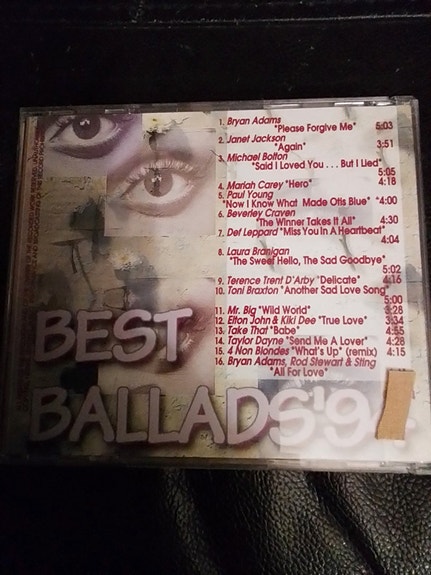 1. Bryan Adams
"Please Forgive Me" 5:03
2. Janet Jackson
"Again" 3:51
3. Michael Bolton
"Said I Loved You . . . But I Lied"
5:05
4. Mariah Carey "Hero" 4:18
5. Paul Young
"Now I Know What Made Otis Blue" "4:00
6. Beverley Craven
"The Winner Takes It All" 4:30
7. Def Leppard "Miss You In A Heartbeat"
4:04
8. Laura Branigan
"The Sweet Hello, The Sad Goodbye"
5:02
9. Terence Trent D'Arby "Delicate" 4:16
10. Toni Braxton "Another Sad Love Song"
5:00
11. Mr. Big "Wild World" 3:28
12. Elton John & Kiki Dee "True Love" 3:34
13. Take That "Babe" 4:55
14. Taylor Dayne "Send Me A Lover" 4:28
15. 4 Non Blondes "What's Up" (remix) 4:15
16. Bryan Adams, Rod Stewart & Sting
"All For Love"
BEST
BALLADS'9